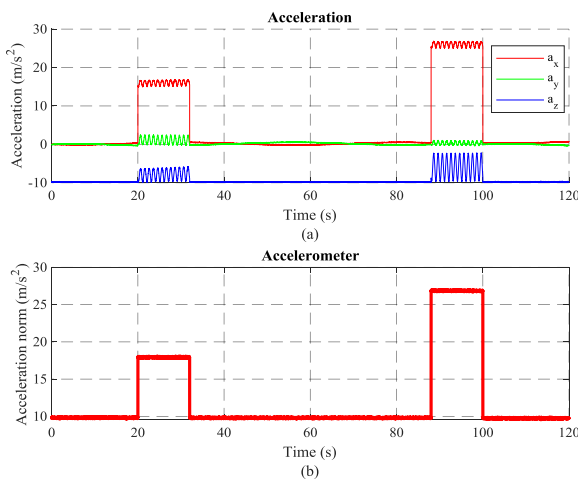 Acceleration
Acceleration (m/s²)
30
20
10
0
-10
a_x
a_y
a_z
0 20 40 60 80 100 120
Time (s)
(a)
Accelerometer
Acceleration norm (m/s²)
30
25
20
15
10
0 20 40 60 80 100 120
Time (s)
(b)